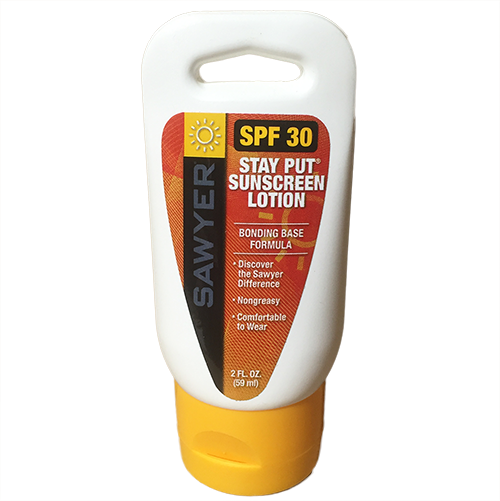 SAWYER
SPF 30
STAY PUT®
SUNSCREEN
LOTION
BONDING BASE
FORMULA
• Discover
the Sawyer
Difference
• Nongreasy
• Comfortable
to Wear
2 FL. OZ.
(59 ml)